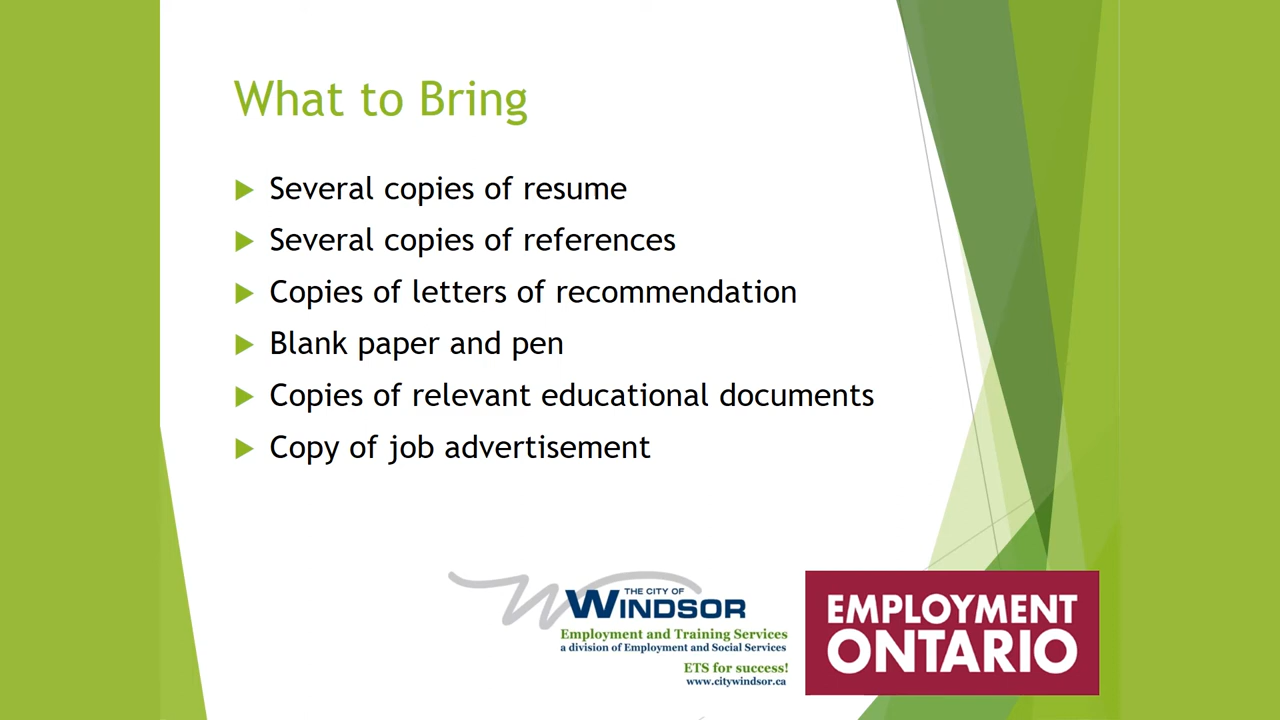 What to Bring
Several copies of resume
Several copies of references
Copies of letters of recommendation
Blank paper and pen
Copies of relevant educational documents
Copy of job advertisement
THE CITY OF
WINDSOR
Employment and Training Services
a division of Employment and Social Services
ETS for success!
www.citywindsor.ca
EMPLOYMENT
ONTARIO